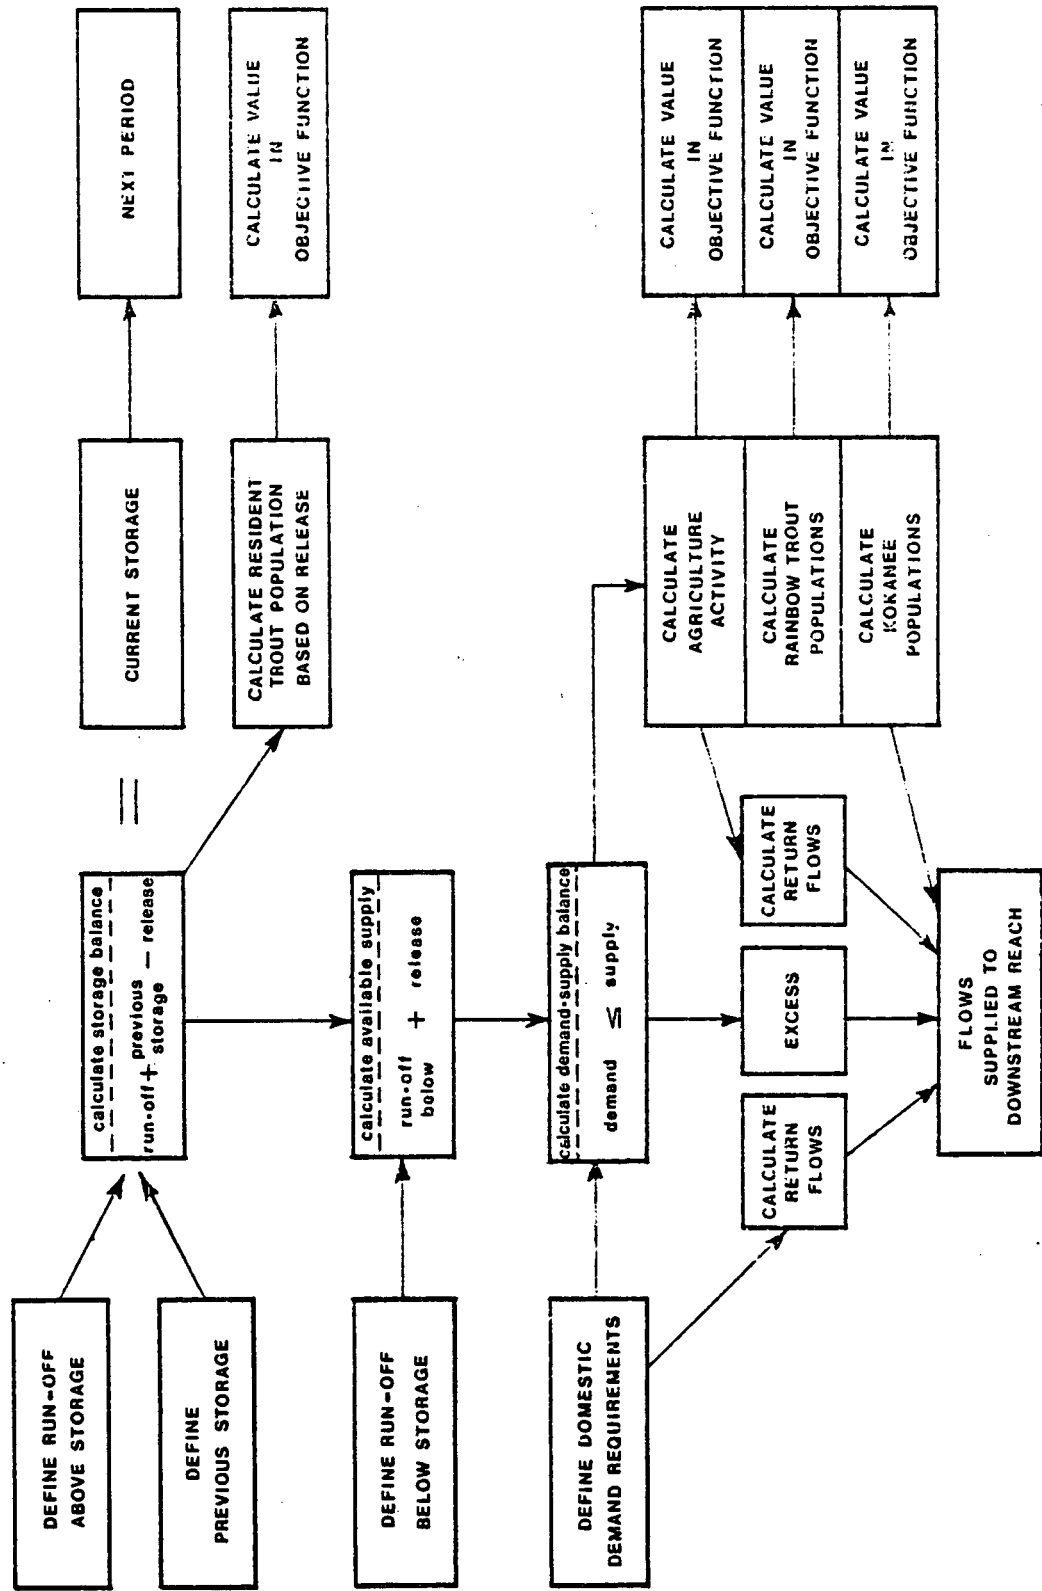 DEFINE RUN-OFF
ABOVE STORAGE
DEFINE
PREVIOUS STORAGE
calculate storage balance
run-off + previous storage — release
=
CURRENT STORAGE
NEXT PERIOD
CALCULATE RESIDENT
TROUT POPULATION
BASED ON RELEASE
CALCULATE VALUE
IN
OBJECTIVE FUNCTION
DEFINE RUN-OFF
BELOW STORAGE
calculate available supply
run-off below + release
DEFINE DOMESTIC
DEMAND REQUIREMENTS
calculate demand-supply balance
demand ≤ supply
CALCULATE
AGRICULTURE
ACTIVITY
CALCULATE VALUE
IN
OBJECTIVE FUNCTION
CALCULATE
RAINBOW TROUT
POPULATIONS
CALCULATE VALUE
IN
OBJECTIVE FUNCTION
CALCULATE
KOKANEE
POPULATIONS
CALCULATE VALUE
IN
OBJECTIVE FUNCTION
CALCULATE
RETURN
FLOWS
EXCESS
CALCULATE
RETURN
FLOWS
FLOWS
SUPPLIED TO
DOWNSTREAM REACH